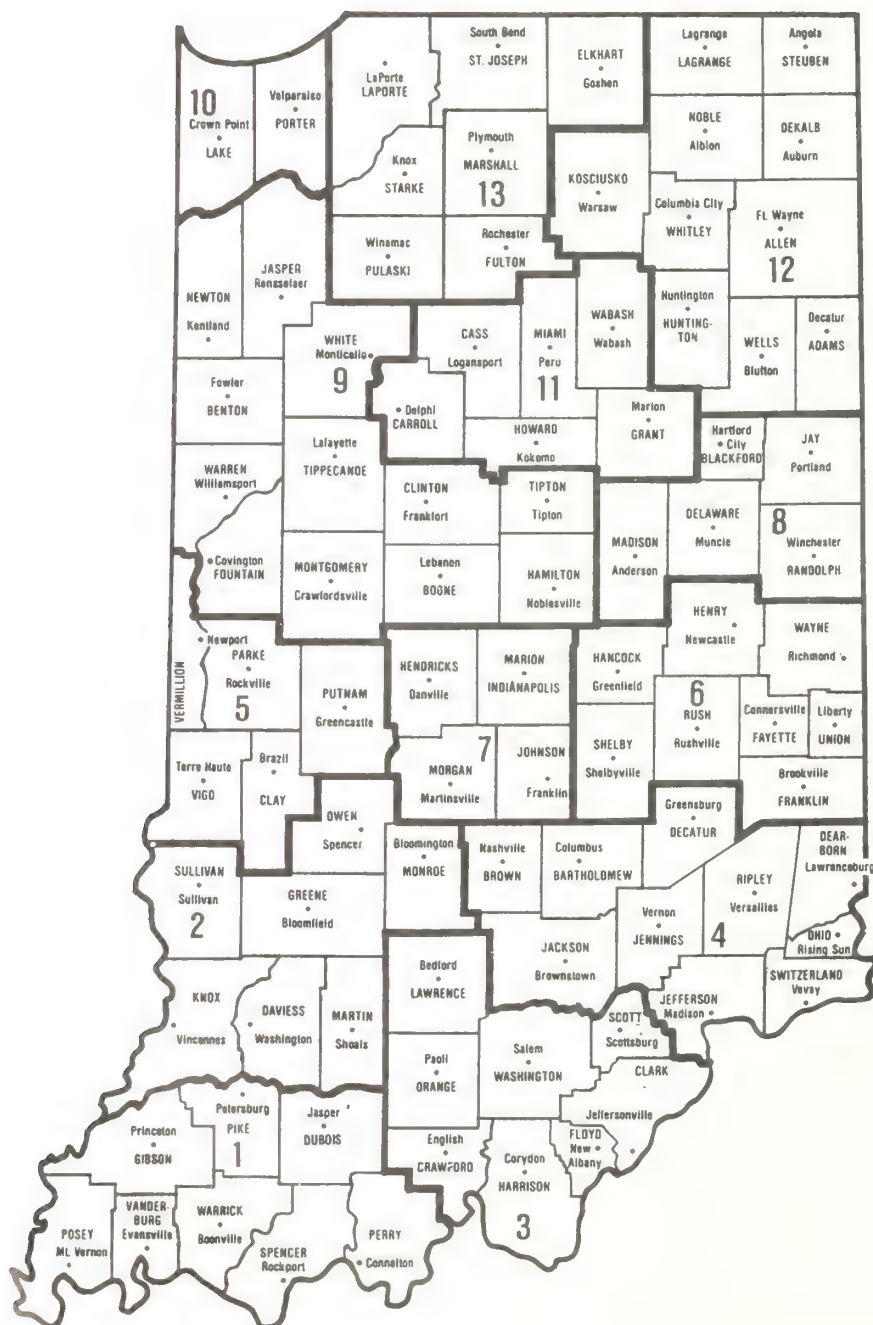 South Bend
ST. JOSEPH
ELKHART
Goshen
Lagrange
LAGRANGE
Angola
STEUBEN
LaPorte
LAPORTE
10
Crown Point
LAKE
Valparaiso
PORTER
NOBLE
Albion
DEKALB
Auburn
Plymouth
MARSHALL
13
Knox
STARKE
KOSCIUSKO
Warsaw
Columbia City
WHITLEY
Ft. Wayne
ALLEN
12
Winamac
PULASKI
Rochester
FULTON
JASPER
Rensselaer
NEWTON
Kentland
WHITE
Monticello
9
CASS
Logansport
MIAMI
Peru
11
WABASH
Wabash
Huntington
HUNTING-
TON
WELLS
Blufton
Decatur
ADAMS
Fowler
BENTON
Delphi
CARROLL
HOWARD
Kokomo
Marion
GRANT
Hartford
City
BLACKFORD
JAY
Portland
Lafayette
TIPPECANOE
WARREN
Williamsport
CLINTON
Frankfort
TIPTON
Tipton
MADISON
Anderson
DELAWARE
Muncie
8
Winchester
RANDOLPH
Covington
FOUNTAIN
MONTGOMERY
Crawfordsville
Lebanon
BOONE
HAMILTON
Noblesville
HENRY
Newcastle
WAYNE
Richmond
Newport
VERMILLION
PARKE
Rockville
5
PUTNAM
Greencastle
HENDRICKS
Danville
MARION
INDIANAPOLIS
HANCOCK
Greenfield
6
RUSH
Rushville
Connersville
FAYETTE
Liberty
UNION
Terre Haute
VIGO
Brazil
CLAY
7
MORGAN
Martinsville
JOHNSON
Franklin
SHELBY
Shelbyville
Brookville
FRANKLIN
OWEN
Spencer
Bloomington
MONROE
Nashville
BROWN
Columbus
BARTHOLMEW
Greensburg
DECATUR
DEAR-
BORN
Lawrenceburg
SULLIVAN
Sullivan
2
GREENE
Bloomfield
RIPLEY
Versailles
Vernon
JENNINGS
4
OHIO
Rising Sun
JACKSON
Brownstown
Bedford
LAWRENCE
SWITZERLAND
Vevay
JEFFERSON
Madison
KNOX
Vincennes
DAVIESS
Washington
MARTIN
Shoals
SCOTT
Scottsburg
Salem
WASHINGTON
Paoli
ORANGE
CLARK
Jeffersonville
Petersburg
PIKE
1
Jasper
DUBOIS
Princeton
GIBSON
English
CRAWFORD
FLOYD
New
Albany
Corydon
HARRISON
3
POSEY
Mt. Vernon
VANDER-
BURG
Evansville
WARRICK
Boonville
SPENCER
Rockport
PERRY
Connalton